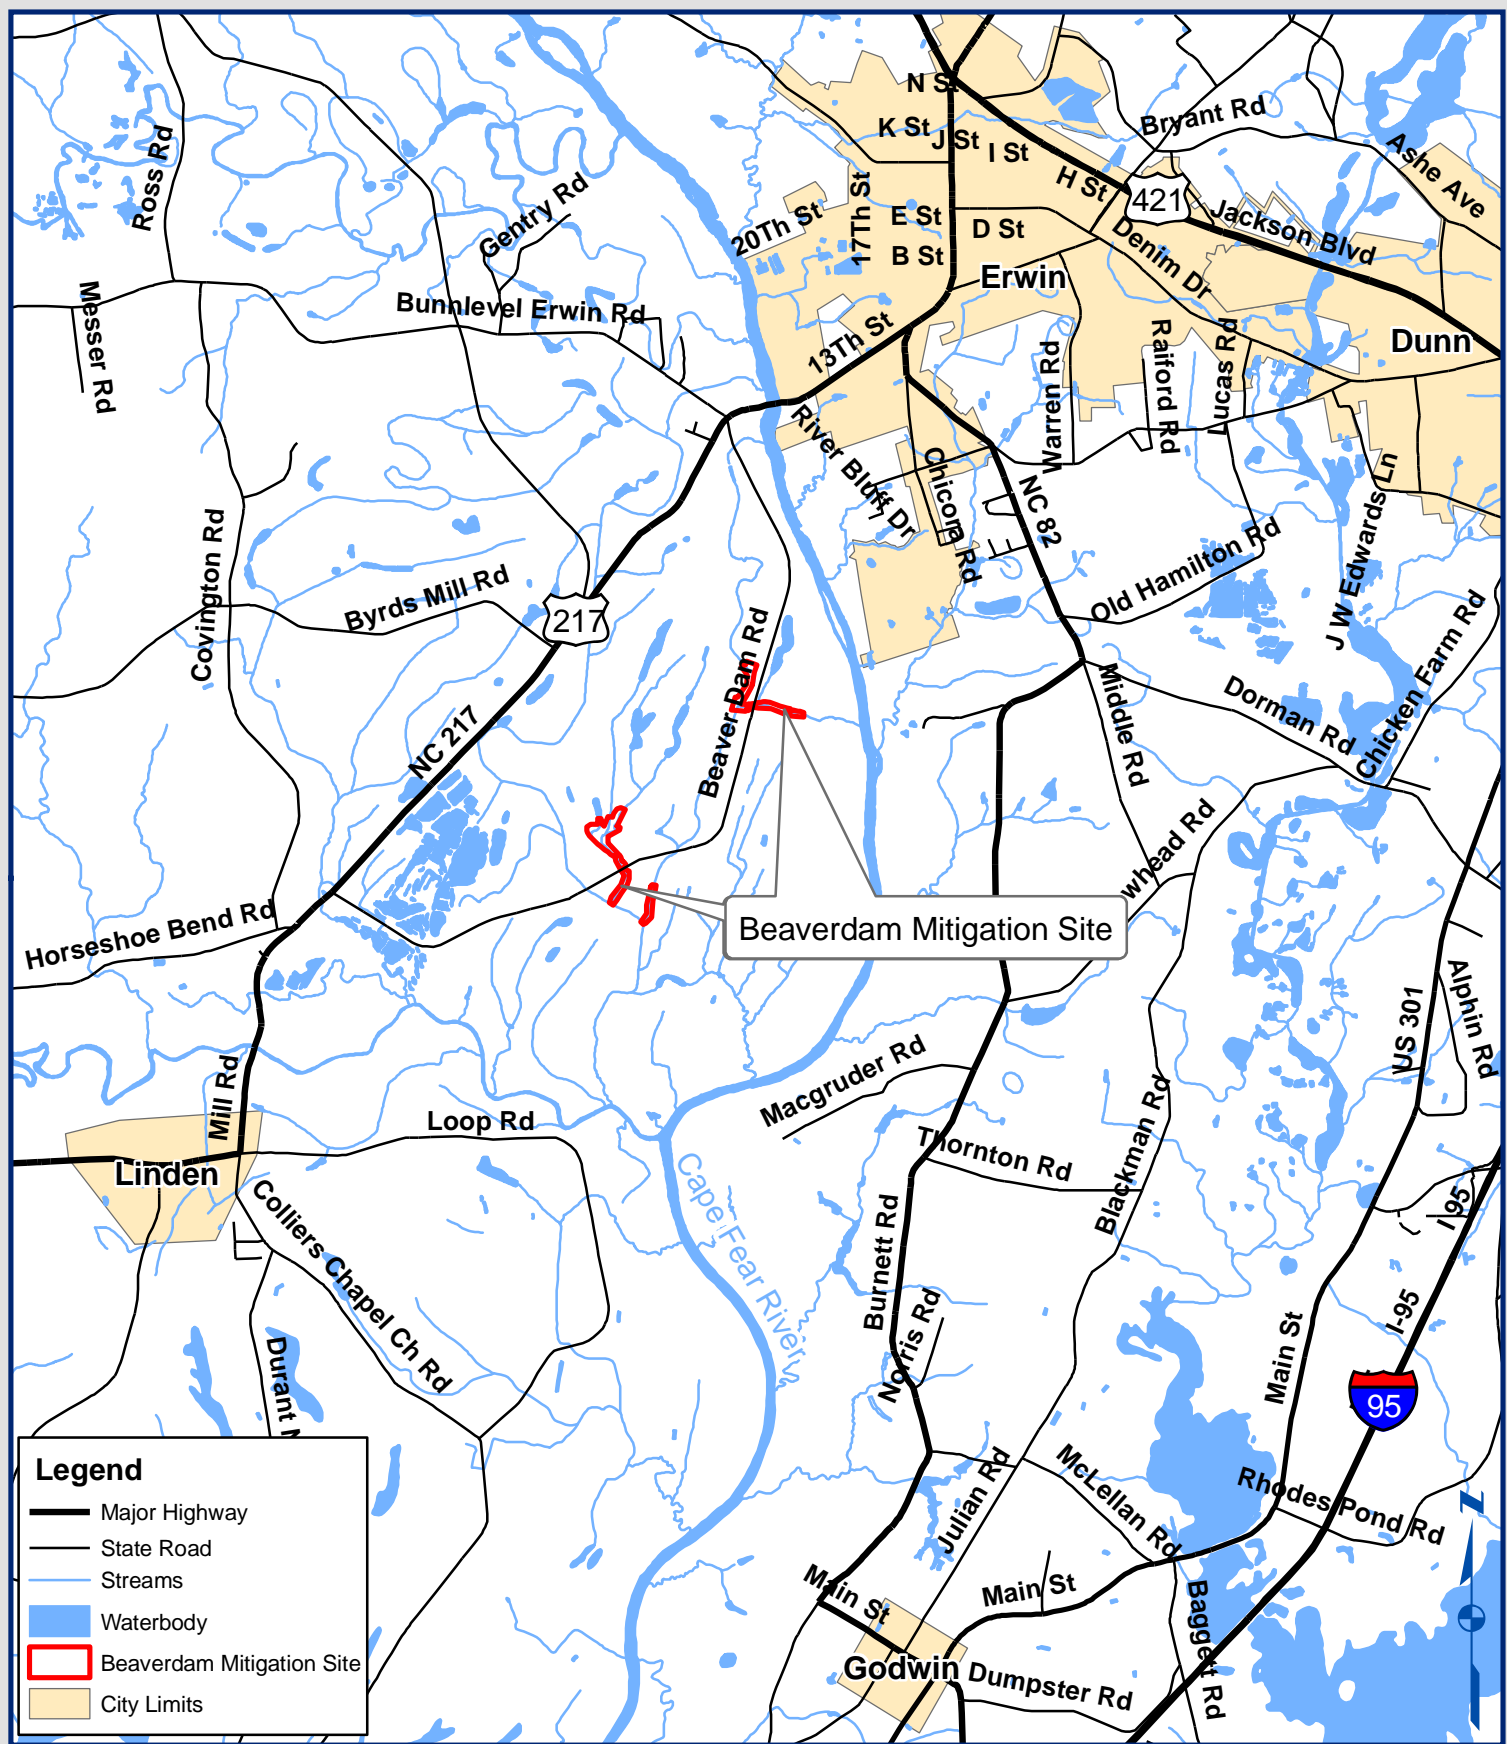 N St
K St
J St
I St
H St
Bryant Rd
Ashe Ave
Ross Rd
Gentry Rd
20Th St
17Th St
E St
D St
B St
421
Jackson Blvd
Denim Dr
Erwin
Dunn
Messer Rd
Bunnlevel Erwin Rd
13Th St
Warren Rd
Raiford Rd
Lucas Rd
River Bluff Dr
Chicora Rd
NC 82
Old Hamilton Rd
J W Edwards Ln
Covington Rd
Byrds Mill Rd
217
Beaver Dam Rd
Middle Rd
Dorman Rd
Chicken Farm Rd
NC 217
whead Rd
Horseshoe Bend Rd
Beaverdam Mitigation Site
US 301
Alphin Rd
Mill Rd
Loop Rd
Macgruder Rd
Thornton Rd
Blackman Rd
Linden
Cape Fear River
Colliers Chapel Ch Rd
Burnett Rd
Norris Rd
I 95
I-95
Main St
95
Durant
Julian Rd
McLellan Rd
Rhodes Pond Rd
Main St
Main St
Baggett Rd
Godwin
Dumpster Rd
Legend
Major Highway
State Road
Streams
Waterbody
Beaverdam Mitigation Site
City Limits
N